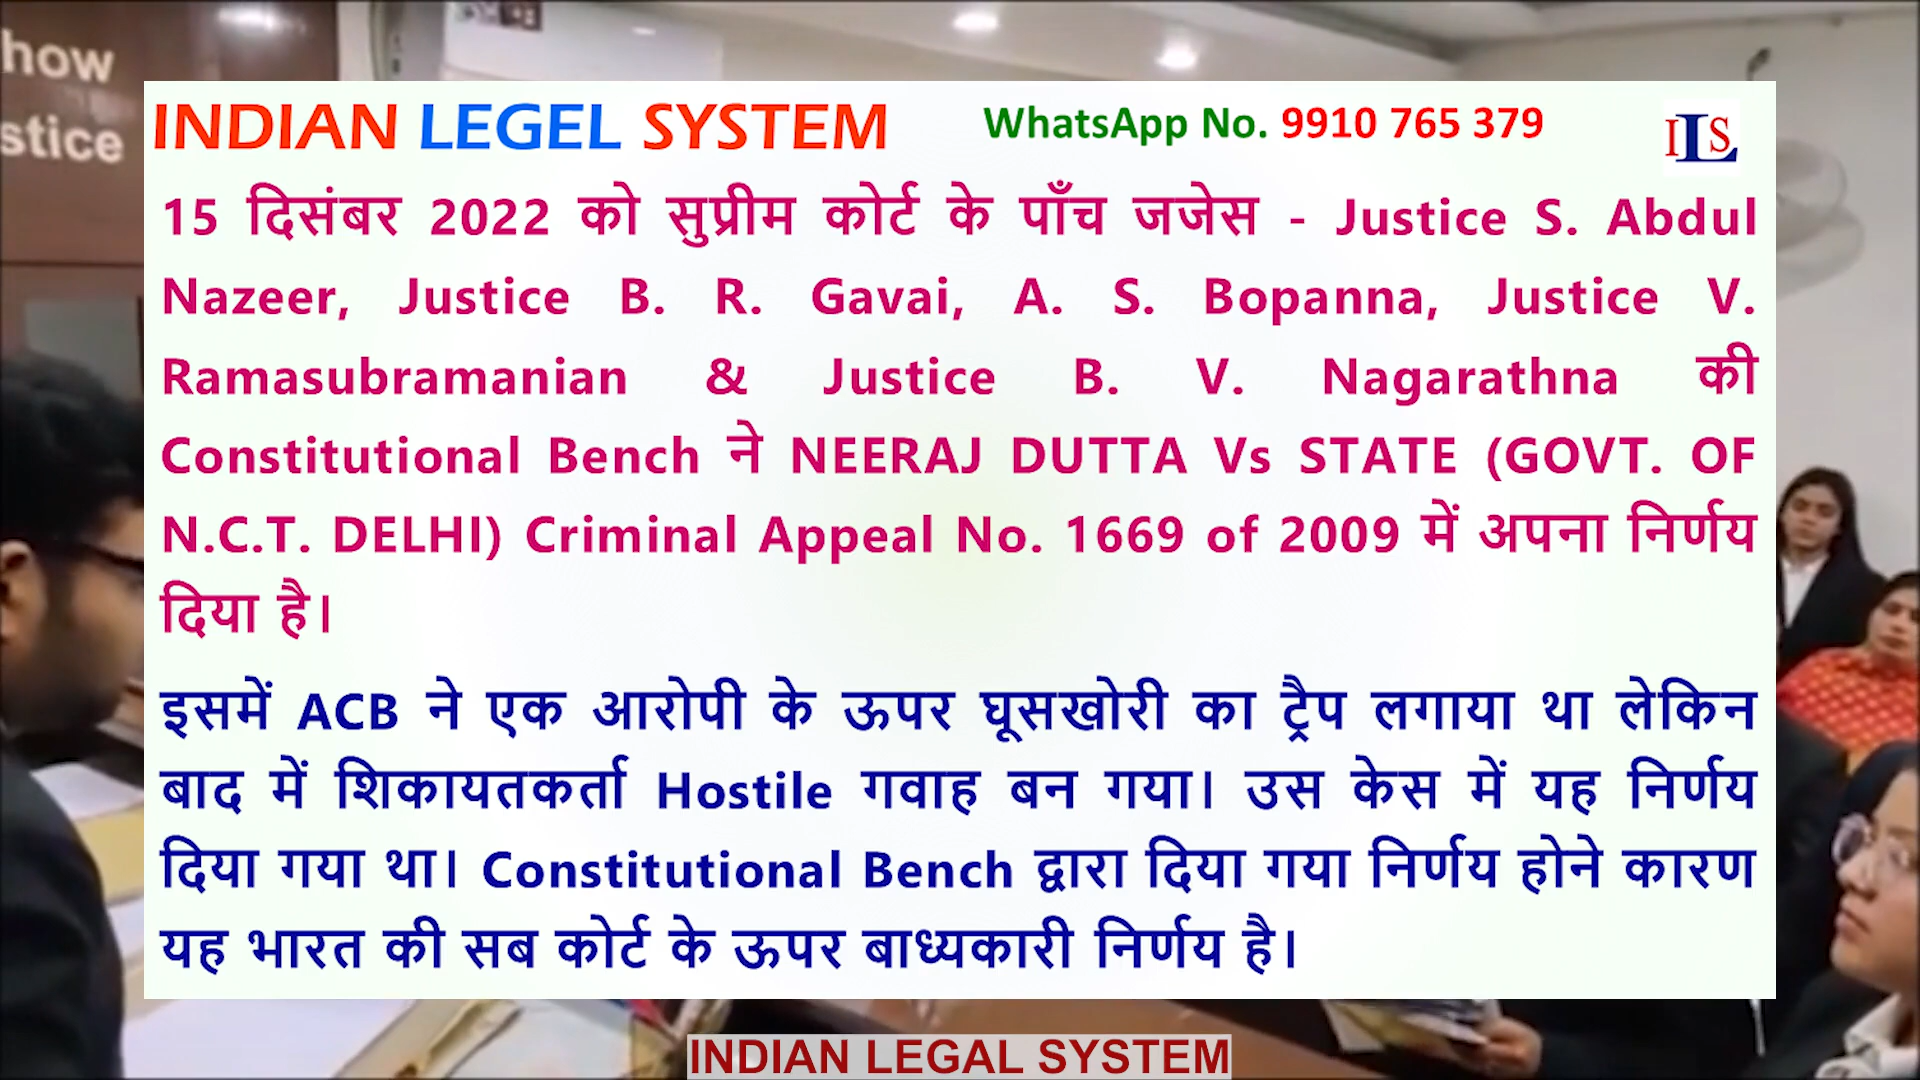 how
stice
INDIAN LEGEL SYSTEM WhatsApp No. 9910 765 379 ILS
15 दिसंबर 2022 को सुप्रीम कोर्ट के पाँच जजेस - Justice S. Abdul
Nazeer, Justice B. R. Gavai, A. S. Bopanna, Justice V.
Ramasubramanian & Justice B. V. Nagarathna की
Constitutional Bench ने NEERAJ DUTTA Vs STATE (GOVT. OF
N.C.T. DELHI) Criminal Appeal No. 1669 of 2009 में अपना निर्णय
दिया है।
इसमें ACB ने एक आरोपी के ऊपर घूसखोरी का ट्रैप लगाया था लेकिन
बाद में शिकायतकर्ता Hostile गवाह बन गया। उस केस में यह निर्णय
दिया गया था। Constitutional Bench द्वारा दिया गया निर्णय होने कारण
यह भारत की सब कोर्ट के ऊपर बाध्यकारी निर्णय है।
INDIAN LEGAL SYSTEM